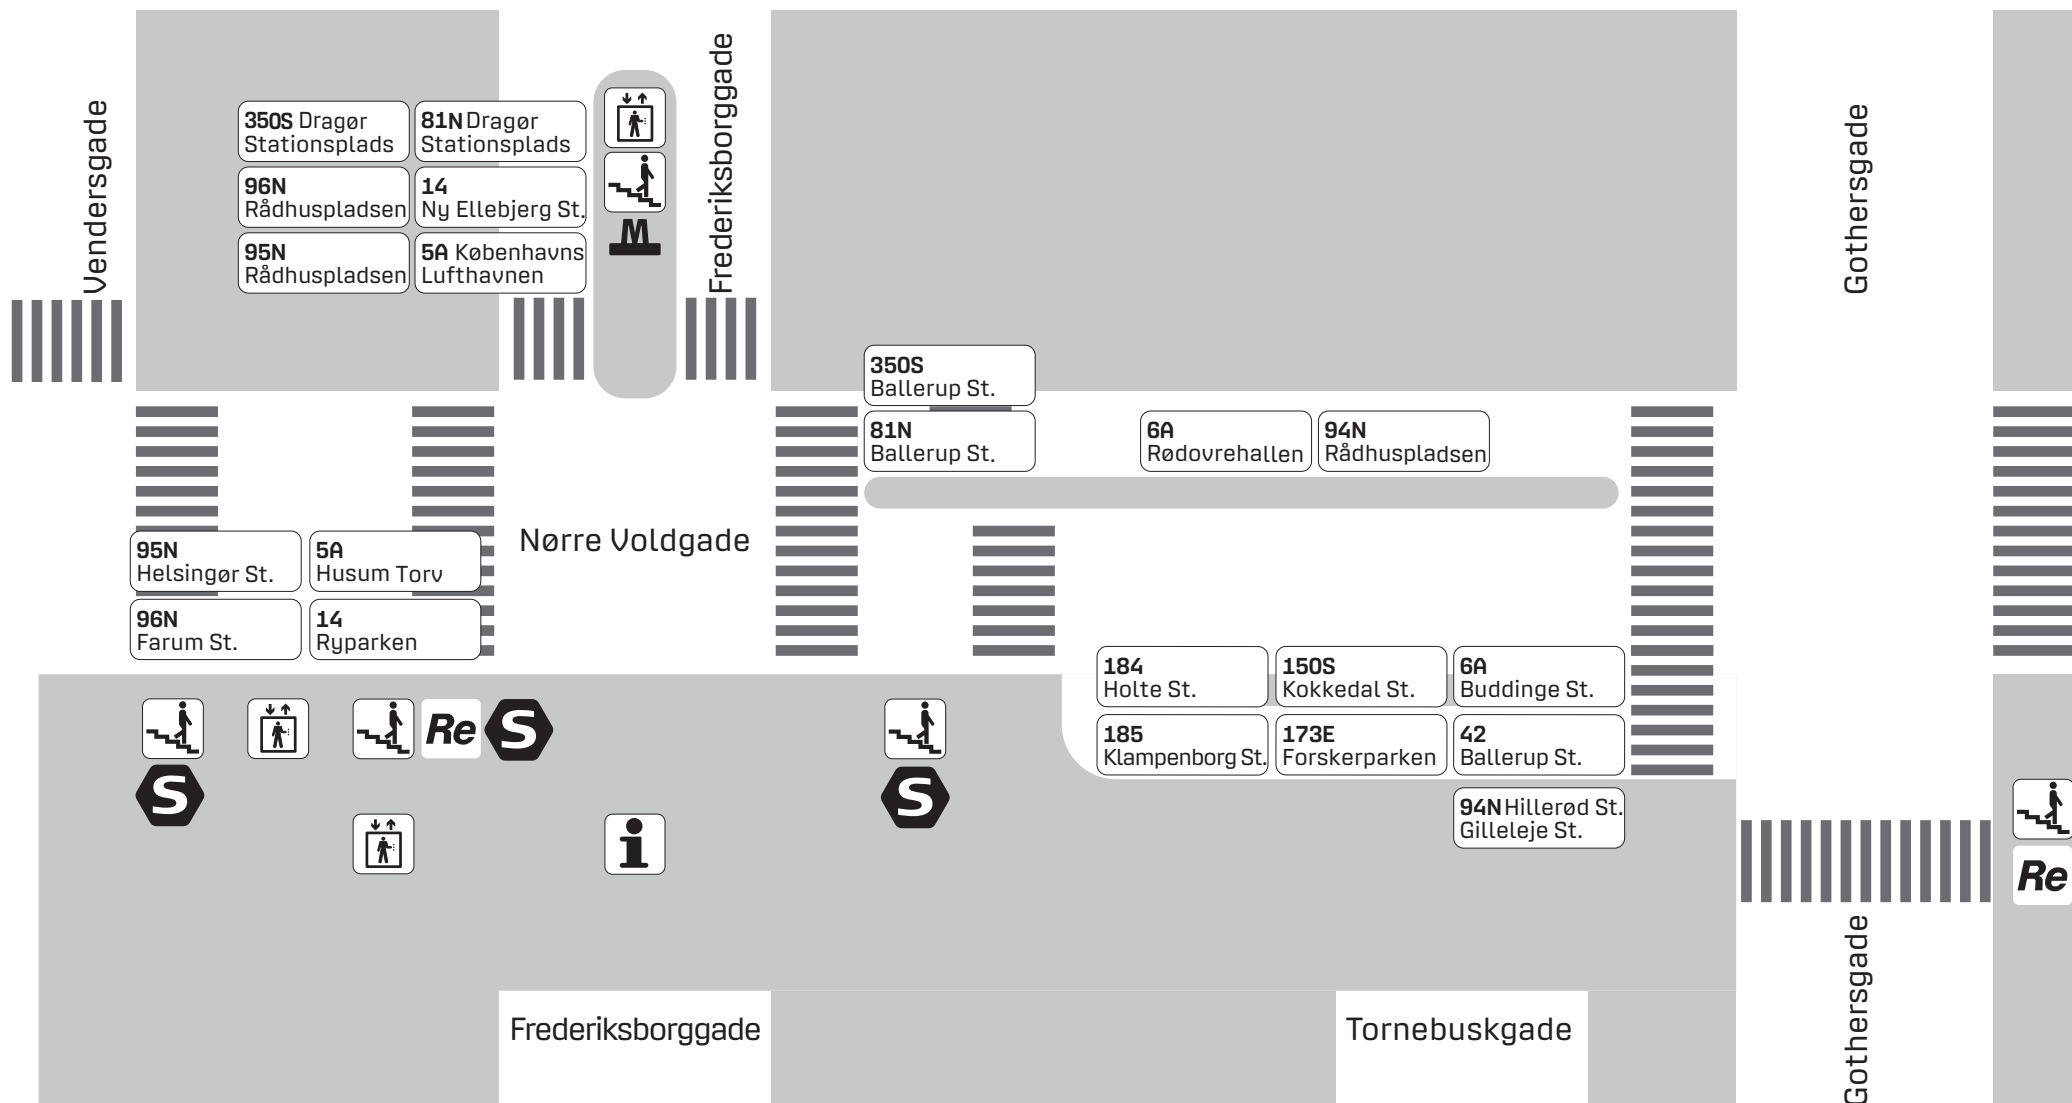 Vendersgade
Frederiksborggade
Gothersgade
350S Dragør
Stationsplads
81N Dragør
Stationsplads
96N
Rådhuspladsen
14
Ny Ellebjerg St.
95N
Rådhuspladsen
5A Københavns
Lufthavnen
M
350S
Ballerup St.
81N
Ballerup St.
6A
Rødovrehallen
94N
Rådhuspladsen
Nørre Voldgade
95N
Helsingør St.
5A
Husum Torv
96N
Farum St.
14
Ryparken
184
Holte St.
150S
Kokkedal St.
6A
Buddinge St.
185
Klampenborg St.
173E
Forskerparken
42
Ballerup St.
94N Hillerød St.
Gilleleje St.
Re
S
S
S
i
Re
Frederiksborggade
Tornebuskgade
Gothersgade